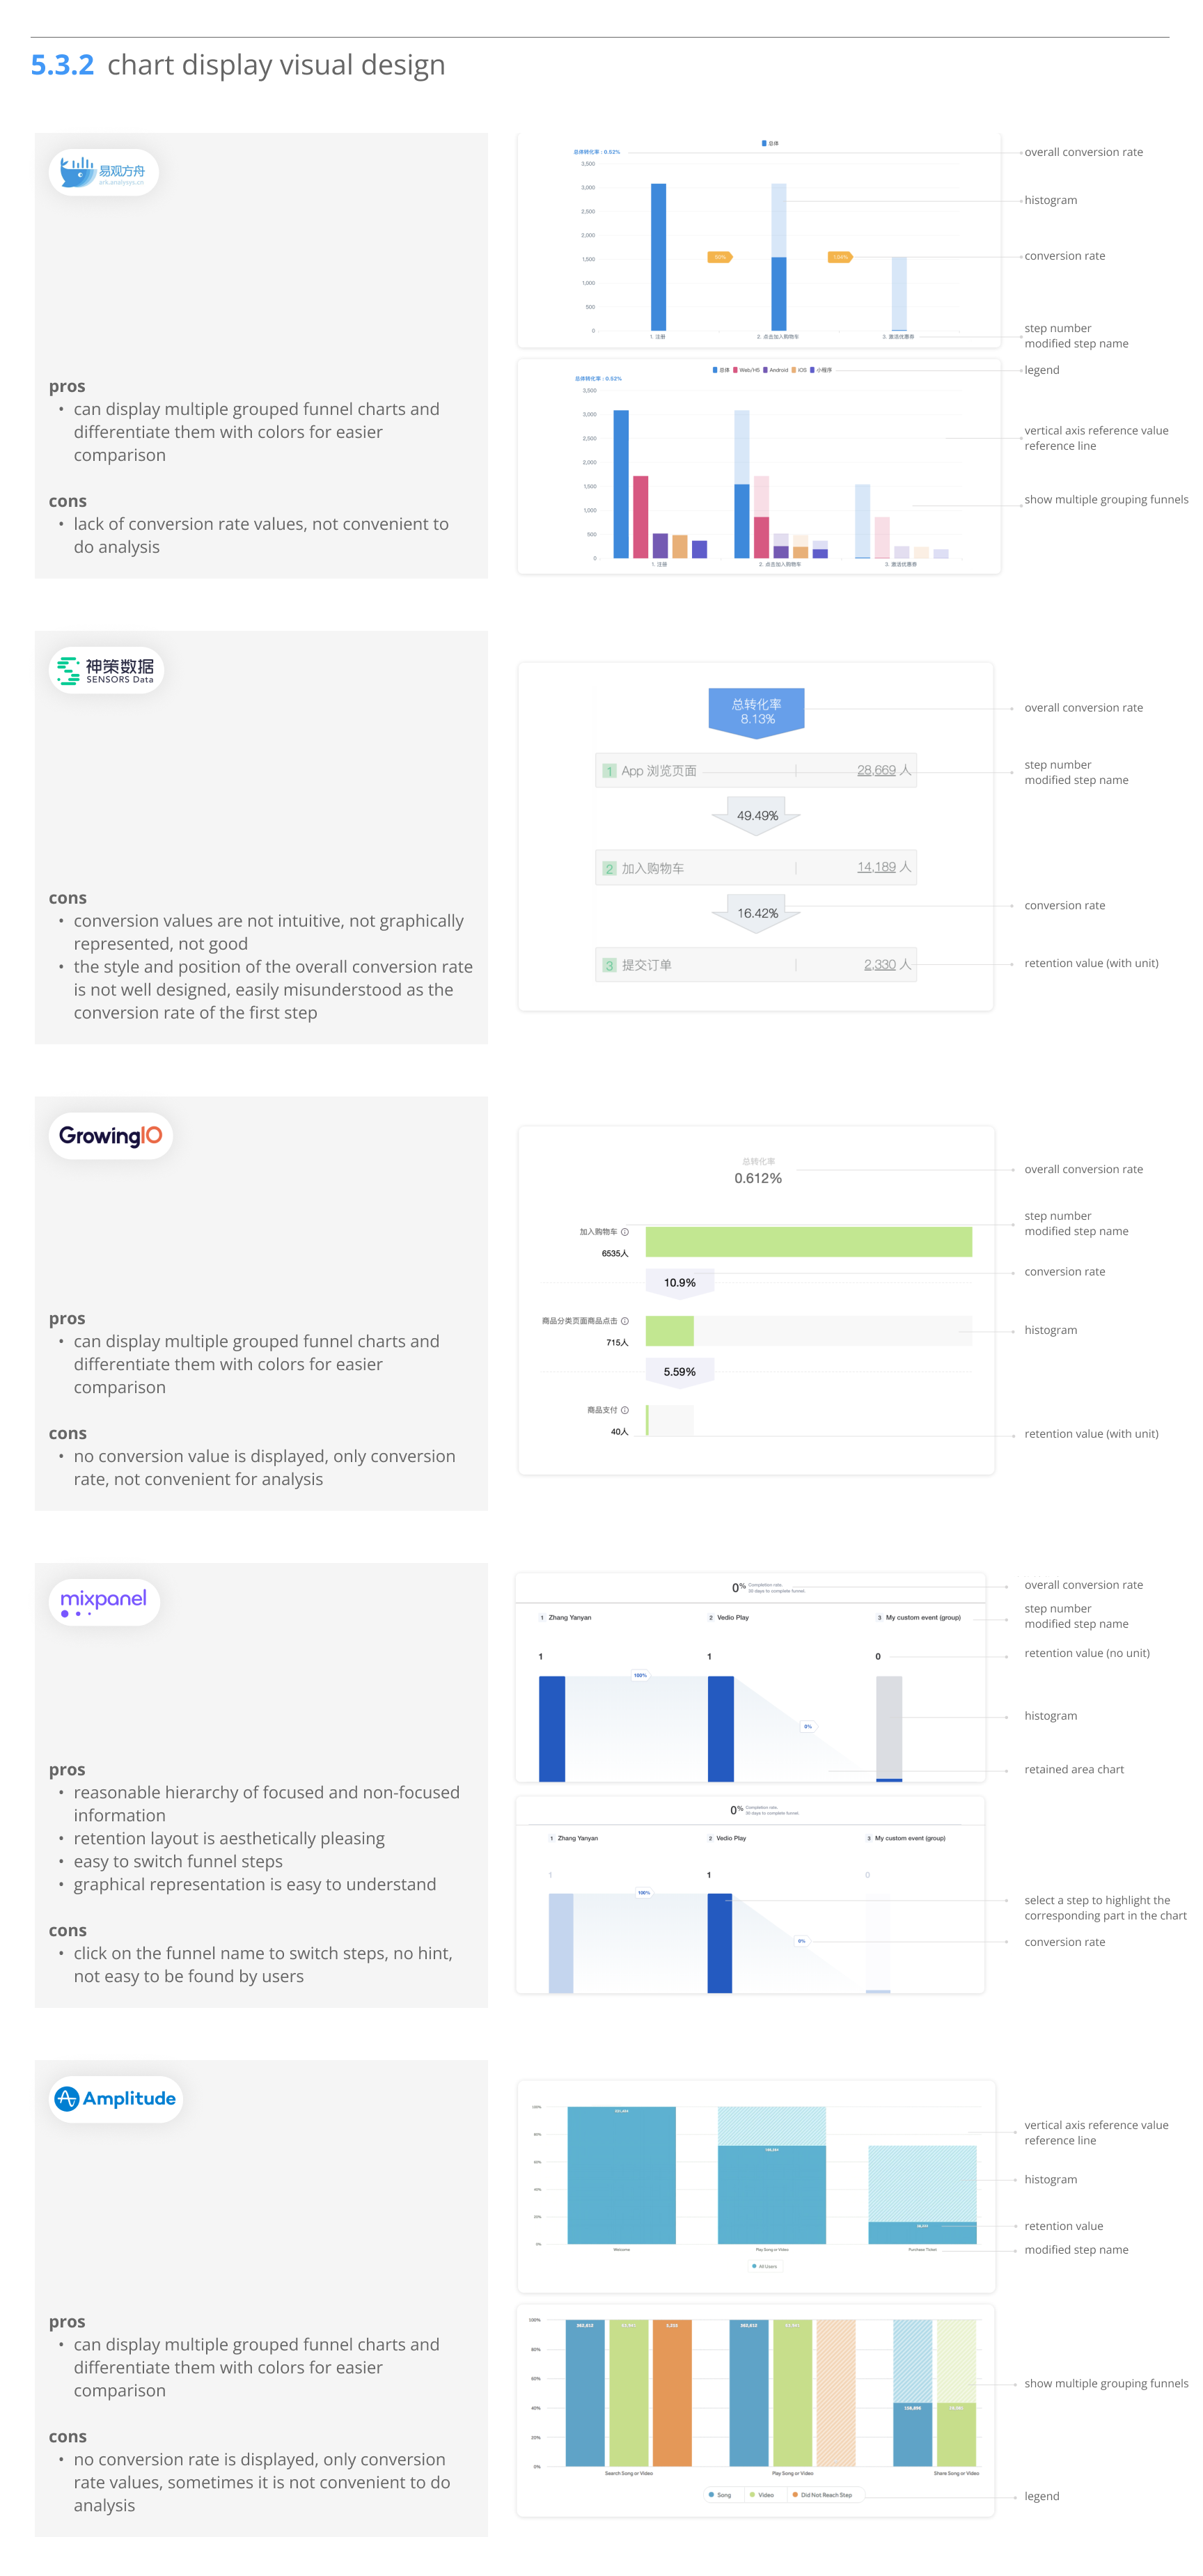 5.3.2 chart display visual design
易观方舟
ark.analysys.cn
pros
• can display multiple grouped funnel charts and
differentiate them with colors for easier
comparison
cons
• lack of conversion rate values, not convenient to
do analysis
总体
总体转化率：0.52%
3,500
3,000
2,500
2,000
1,500
1,000
500
0
50%
1.04%
1. 注册
2. 点击加入购物车
3. 激活优惠券
overall conversion rate
histogram
conversion rate
step number
modified step name
总体 Web/H5 Android iOS 小程序
总体转化率：0.52%
3,500
3,000
2,500
2,000
1,500
1,000
500
0
1. 注册
2. 点击加入购物车
3. 激活优惠券
legend
vertical axis reference value
reference line
show multiple grouping funnels
神策数据
SENSORS Data
cons
• conversion values are not intuitive, not graphically
represented, not good
• the style and position of the overall conversion rate
is not well designed, easily misunderstood as the
conversion rate of the first step
总转化率
8.13%
1 App 浏览页面 28,669 人
49.49%
2 加入购物车 14,189 人
16.42%
3 提交订单 2,330 人
overall conversion rate
step number
modified step name
conversion rate
retention value (with unit)
GrowingIO
pros
• can display multiple grouped funnel charts and
differentiate them with colors for easier
comparison
cons
• no conversion value is displayed, only conversion
rate, not convenient for analysis
总转化率
0.612%
加入购物车
6535人
10.9%
商品分类页面商品点击
715人
5.59%
商品支付
40人
overall conversion rate
step number
modified step name
conversion rate
histogram
retention value (with unit)
mixpanel
pros
• reasonable hierarchy of focused and non-focused
information
• retention layout is aesthetically pleasing
• easy to switch funnel steps
• graphical representation is easy to understand
cons
• click on the funnel name to switch steps, no hint,
not easy to be found by users
0% Completion rate.
30 days to complete funnel.
1 Zhang Yanyan
2 Vedio Play
3 My custom event (group)
1
1
0
100%
0%
overall conversion rate
step number
modified step name
retention value (no unit)
histogram
retained area chart
0% Completion rate.
30 days to complete funnel.
1 Zhang Yanyan
2 Vedio Play
3 My custom event (group)
1
1
0
100%
0%
select a step to highlight the
corresponding part in the chart
conversion rate
Amplitude
pros
• can display multiple grouped funnel charts and
differentiate them with colors for easier
comparison
cons
• no conversion rate is displayed, only conversion
rate values, sometimes it is not convenient to do
analysis
100%
80%
60%
40%
20%
0%
Welcome
Play Song or Video
Purchase Ticket
All Users
vertical axis reference value
reference line
histogram
retention value
modified step name
100%
80%
60%
40%
20%
0%
Search Song or Video
Play Song or Video
Share Song or Video
Song Video Did Not Reach Step
show multiple grouping funnels
legend